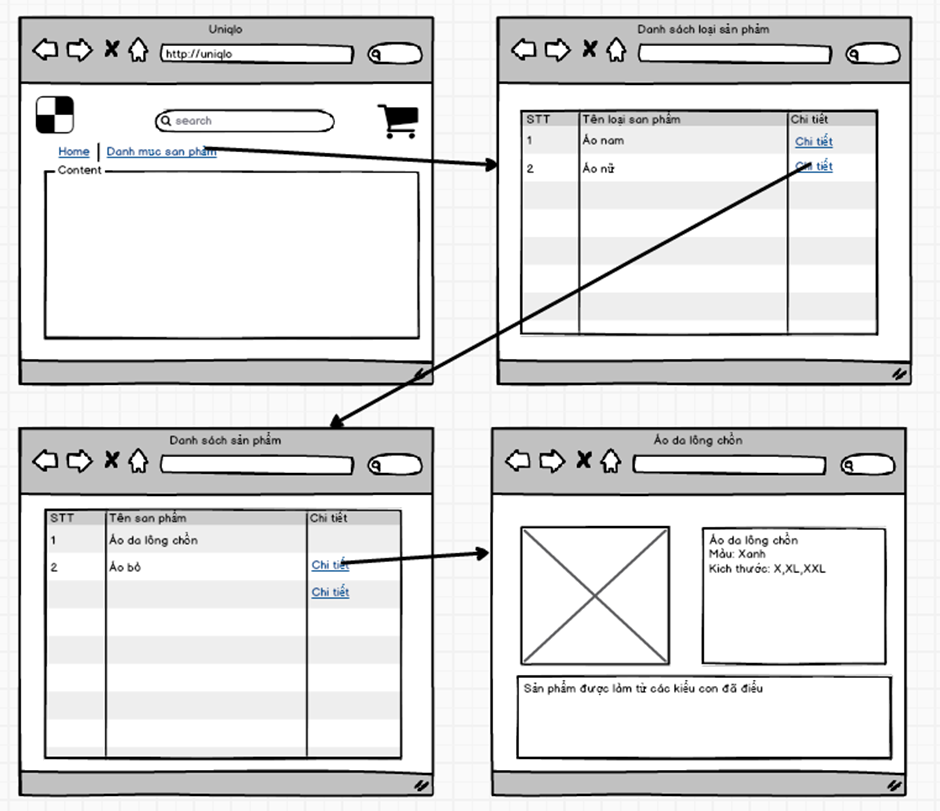 Uniqlo
http://uniqlo
search
Home | Danh muc san phẩm
Content
Danh sách loại sản phẩm
STT Tên loại san phẩm Chi tiết
1 Áo nam Chi tiết
2 Áo nữ Chi tiết
Danh sách sản phẩm
STT Tên san phẩm Chi tiết
1 Áo da lông chồn
2 Áo bò Chi tiết
Chi tiết
Áo da lông chồn
Áo da lông chồn
Màu: Xanh
Kich thước: X,XL,XXL
Sản phẩm được làm từ các kiểu con đã điểu